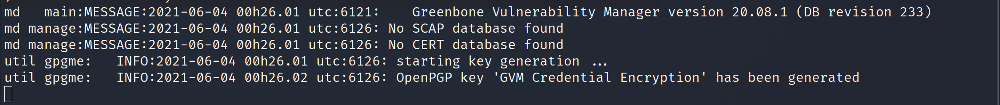 md   main:MESSAGE:2021-06-04 00h26.01 utc:6121:    Greenbone Vulnerability Manager version 20.08.1 (DB revision 233)
md manage:MESSAGE:2021-06-04 00h26.01 utc:6126: No SCAP database found
md manage:MESSAGE:2021-06-04 00h26.01 utc:6126: No CERT database found
util gpgme:   INFO:2021-06-04 00h26.01 utc:6126: starting key generation ...
util gpgme:   INFO:2021-06-04 00h26.02 utc:6126: OpenPGP key 'GVM Credential Encryption' has been generated